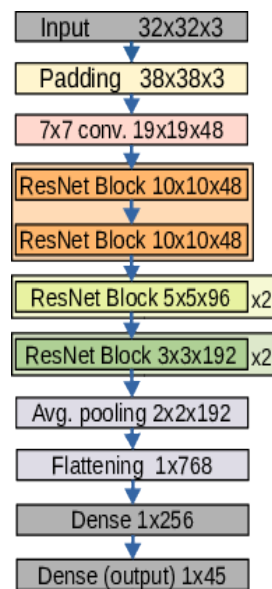 Input 32x32x3
Padding 38x38x3
7x7 conv. 19x19x48
ResNet Block 10x10x48
ResNet Block 10x10x48
ResNet Block 5x5x96 x2
ResNet Block 3x3x192 x2
Avg. pooling 2x2x192
Flattening 1x768
Dense 1x256
Dense (output) 1x45